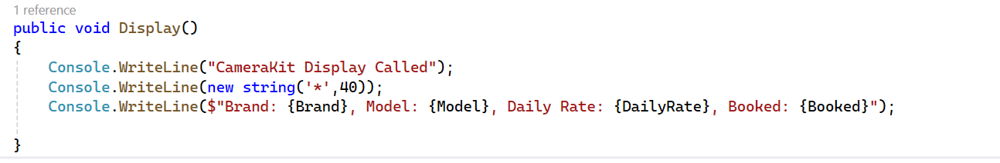 1 reference
public void Display()
{
Console.WriteLine("CameraKit Display Called");
Console.WriteLine(new string('*',40));
Console.WriteLine($"Brand: {Brand}, Model: {Model}, Daily Rate: {DailyRate}, Booked: {Booked}");
}